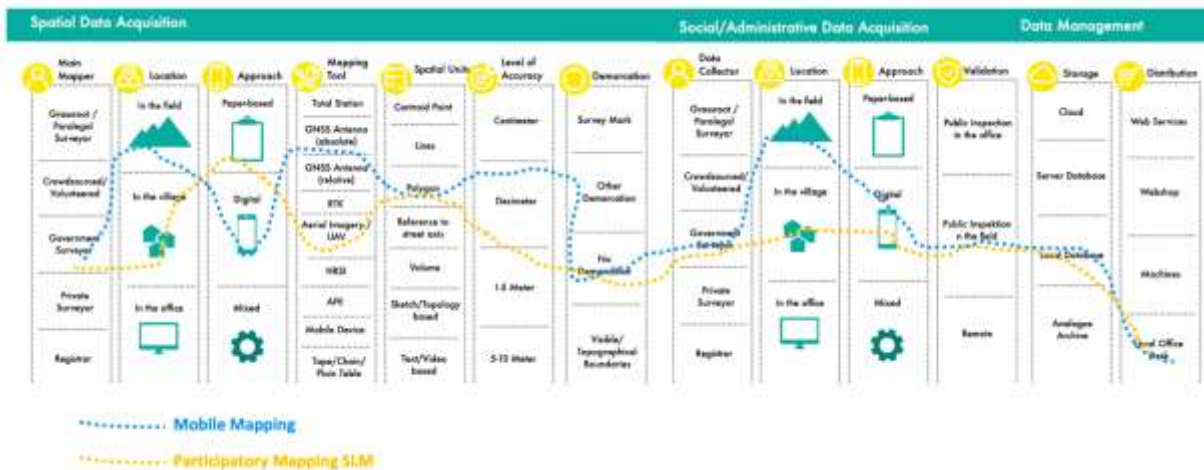 Spatial Data Acquisition
Social/Administrative Data Acquisition
Data Management
Main
Mapper
Location
Approach
Mapping
Tool
Spatial Units
Level of
Accuracy
Demarcation
Data
Collector
Location
Approach
Validation
Storage
Distribution
Grassroot /
Paralegal
Surveyor
Crowdsourced/
Volunteered
Government
Surveyor
Private
Surveyor
Registrar
In the field
In the village
In the office
Paper-based
Digital
Mixed
Total Station
GNSS Antenna
(absolute)
GNSS Antenna
(relative)
RTK
Aerial Imagery /
UAV
HRSI
APE
Mobile Device
Tape/Chain/
Plain Table
Centroid Point
Lines
Polygon
Reference to
street axis
Volume
Sketch/Topology
based
Text/Video
based
Centimeter
Decimeter
1-5 Meter
5-10 Meter
Survey Mark
Other
Demarcation
No
Demarcation
Visible/
Topographical
Boundaries
Grassroot /
Paralegal
Surveyor
Crowdsourced/
Volunteered
Government
Private
Surveyor
Registrar
In the field
In the village
In the office
Paper-based
Digital
Mixed
Public Inspection
in the office
Public Inspection
in the field
Remote
Cloud
Server Database
Local Database
Analogue
Archive
Web Services
Webshop
Machines
Local Office
Mobile Mapping
Participatory Mapping SLM